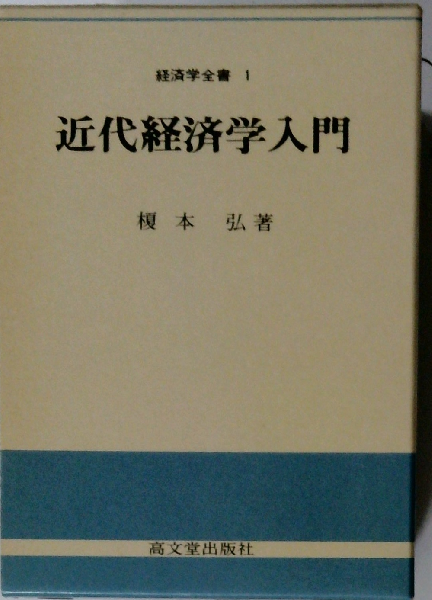 経済学全書 1
近代経済学入門
榎本 弘著
高文堂出版社